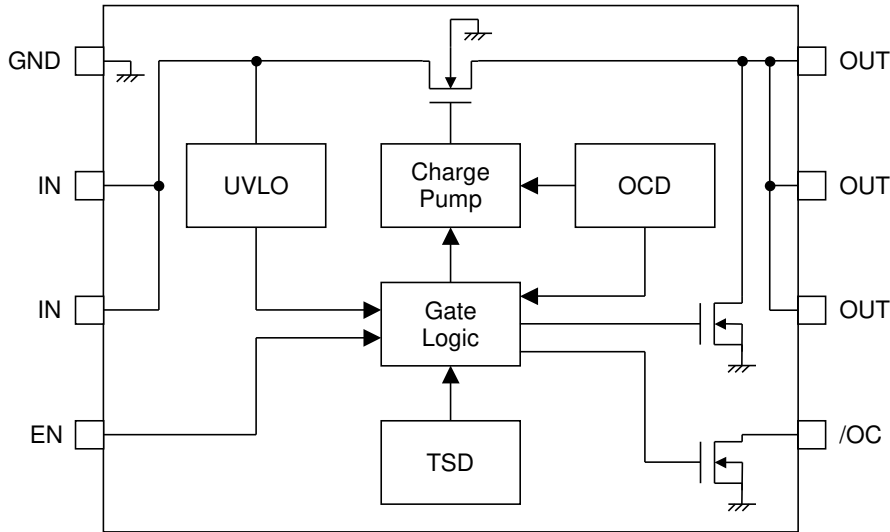 GND
OUT
IN
UVLO
Charge
Pump
OCD
OUT
IN
Gate
Logic
OUT
EN
TSD
/OC